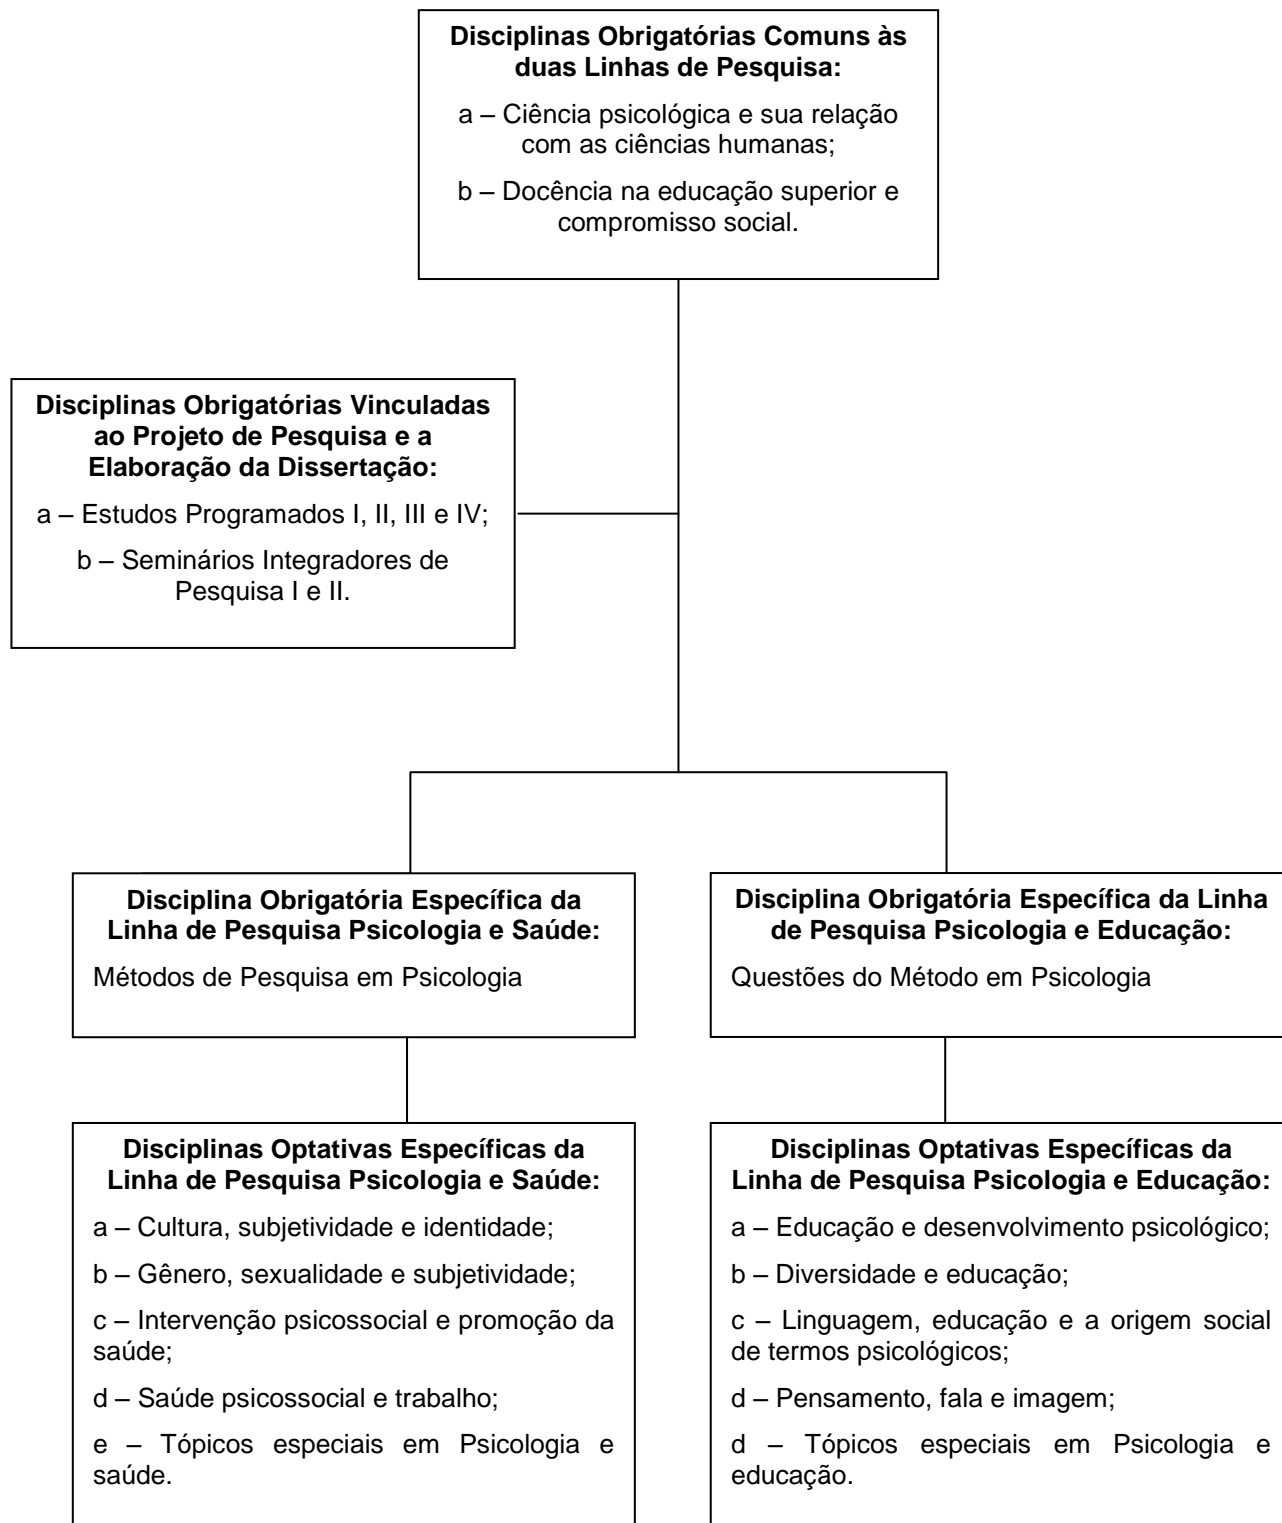 Disciplinas Obrigatórias Comuns às
duas Linhas de Pesquisa:
a – Ciência psicológica e sua relação
com as ciências humanas;
b – Docência na educação superior e
compromisso social.
Disciplinas Obrigatórias Vinculadas
ao Projeto de Pesquisa e a
Elaboração da Dissertação:
a – Estudos Programados I, II, III e IV;
b – Seminários Integradores de
Pesquisa I e II.
Disciplina Obrigatória Específica da
Linha de Pesquisa Psicologia e Saúde:
Métodos de Pesquisa em Psicologia
Disciplina Obrigatória Específica da Linha
de Pesquisa Psicologia e Educação:
Questões do Método em Psicologia
Disciplinas Optativas Específicas da
Linha de Pesquisa Psicologia e Saúde:
a – Cultura, subjetividade e identidade;
b – Gênero, sexualidade e subjetividade;
c – Intervenção psicossocial e promoção da
saúde;
d – Saúde psicossocial e trabalho;
e – Tópicos especiais em Psicologia e
saúde.
Disciplinas Optativas Específicas da
Linha de Pesquisa Psicologia e Educação:
a – Educação e desenvolvimento psicológico;
b – Diversidade e educação;
c – Linguagem, educação e a origem social
de termos psicológicos;
d – Pensamento, fala e imagem;
d – Tópicos especiais em Psicologia e
educação.